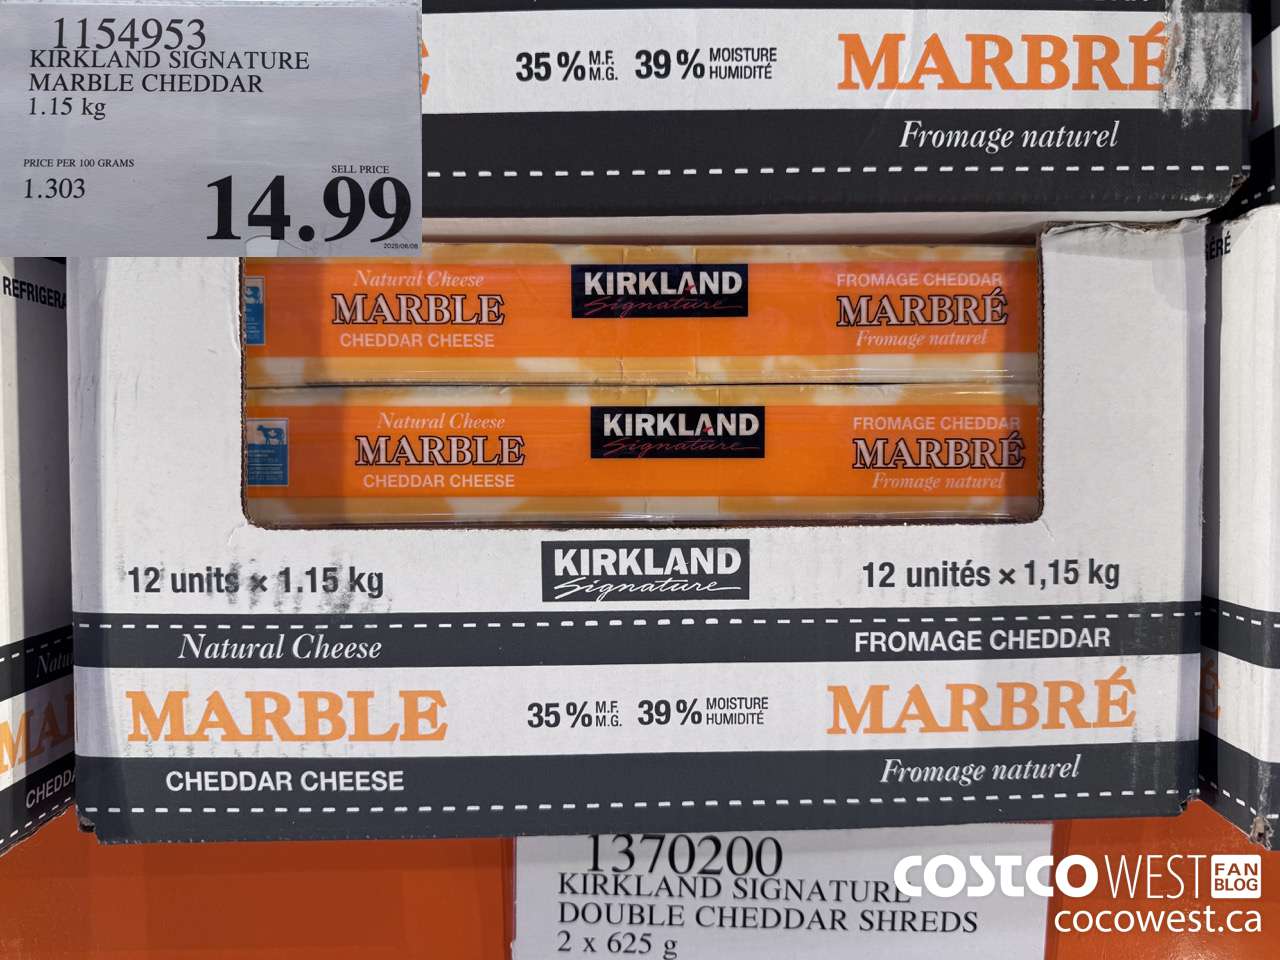 1154953
KIRKLAND SIGNATURE
MARBLE CHEDDAR
1.15 kg
PRICE PER 100 GRAMS
1.303
SELL PRICE
14.99
35% M.F. M.G. 39% MOISTURE HUMIDITÉ
MARBRÉ
Fromage naturel
Natural Cheese
MARBLE
CHEDDAR CHEESE
KIRKLAND
Signature
FROMAGE CHEDDAR
MARBRÉ
Fromage naturel
Natural Cheese
MARBLE
CHEDDAR CHEESE
KIRKLAND
Signature
FROMAGE CHEDDAR
MARBRÉ
Fromage naturel
12 units × 1.15 kg
KIRKLAND
Signature
12 unités × 1,15 kg
Natural Cheese
FROMAGE CHEDDAR
MARBLE
35% M.F. M.G. 39% MOISTURE HUMIDITÉ
MARBRÉ
CHEDDAR CHEESE
Fromage naturel
1370200
KIRKLAND SIGNATURE
DOUBLE CHEDDAR SHREDS
2 x 625 g
COSTCO WEST FAN BLOG
cocowest.ca